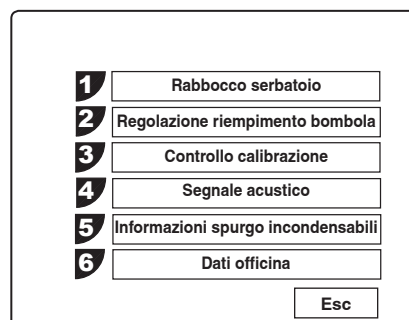 1 Rabbocco serbatoio
2 Regolazione riempimento bombola
3 Controllo calibrazione
4 Segnale acustico
5 Informazioni spurgo incondensabili
6 Dati officina
Esc